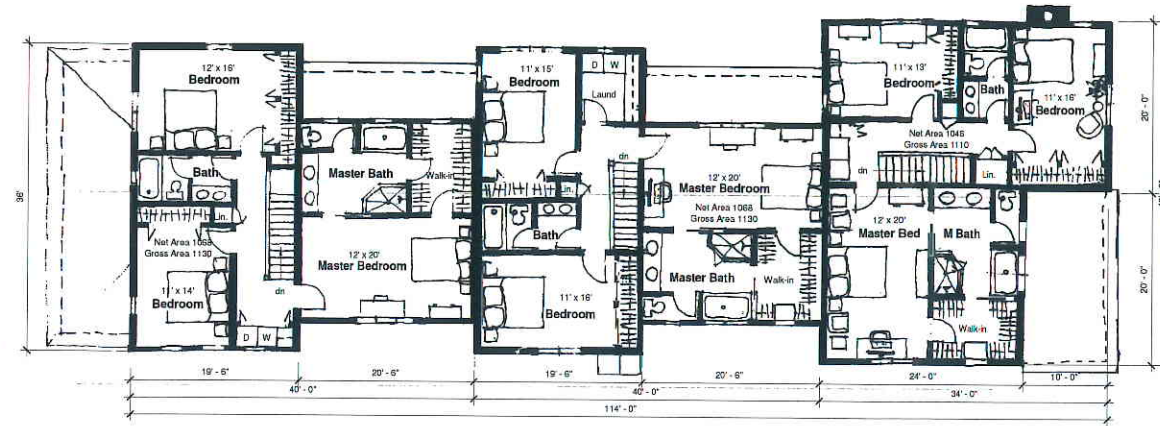 12' x 16'
Bedroom
Bath
Lin.
Net Area 1068
Gross Area 1130
11' x 14'
Bedroom
D W
dn
Master Bath
Walk-in
12' x 20'
Master Bedroom
11' x 15'
Bedroom
D W
Laund
dn
Lin.
Bath
11' x 16'
Bedroom
12' x 20'
Master Bedroom
Net Area 1068
Gross Area 1130
Master Bath
Walk-in
11' x 13'
Bedroom
Bath
11' x 16'
Bedroom
Net Area 1046
Gross Area 1110
dn
Lin.
12' x 20'
Master Bed
M Bath
Walk-in
36'
20' - 0"
20' - 0"
19' - 6"
20' - 6"
19' - 6"
20' - 6"
24' - 0"
10' - 0"
40' - 0"
40' - 0"
34' - 0"
114' - 0"